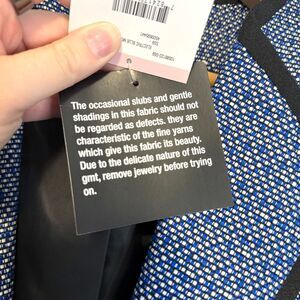 The occasional slubs and gentle
shadings in this fabric should not
be regarded as defects. they are
characteristic of the fine yarns
which give this fabric its beauty.
Due to the delicate nature of this
gmt, remove jewelry before trying
on.